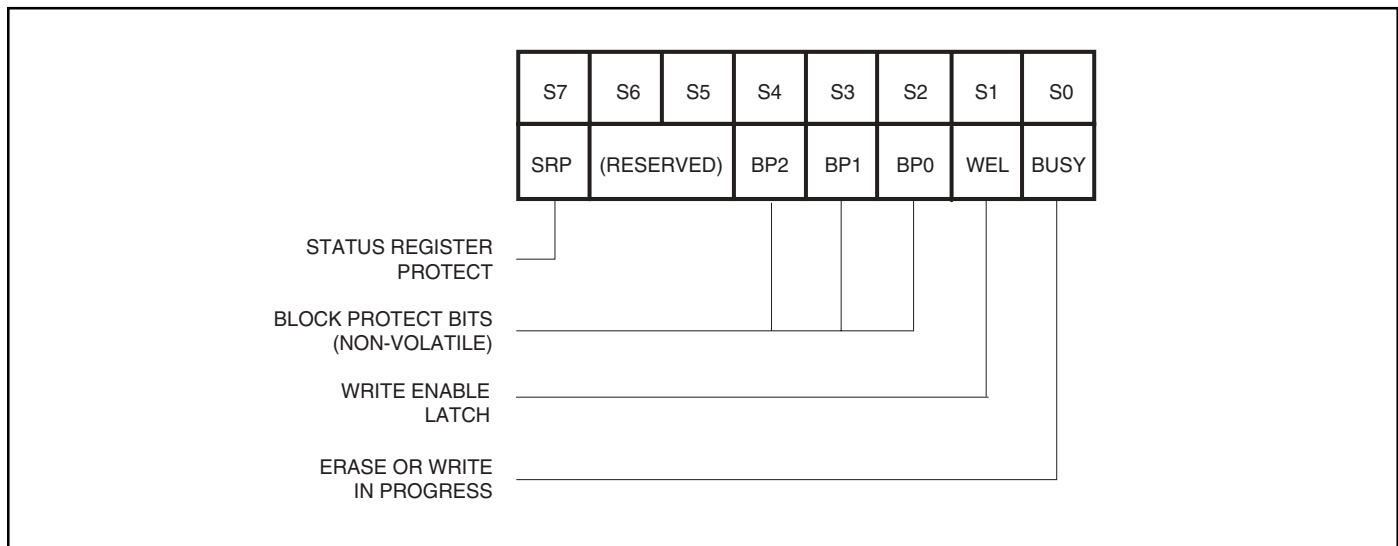 S7 S6 S5 S4 S3 S2 S1 S0
SRP (RESERVED) BP2 BP1 BP0 WEL BUSY
STATUS REGISTER
PROTECT
BLOCK PROTECT BITS
(NON-VOLATILE)
WRITE ENABLE
LATCH
ERASE OR WRITE
IN PROGRESS